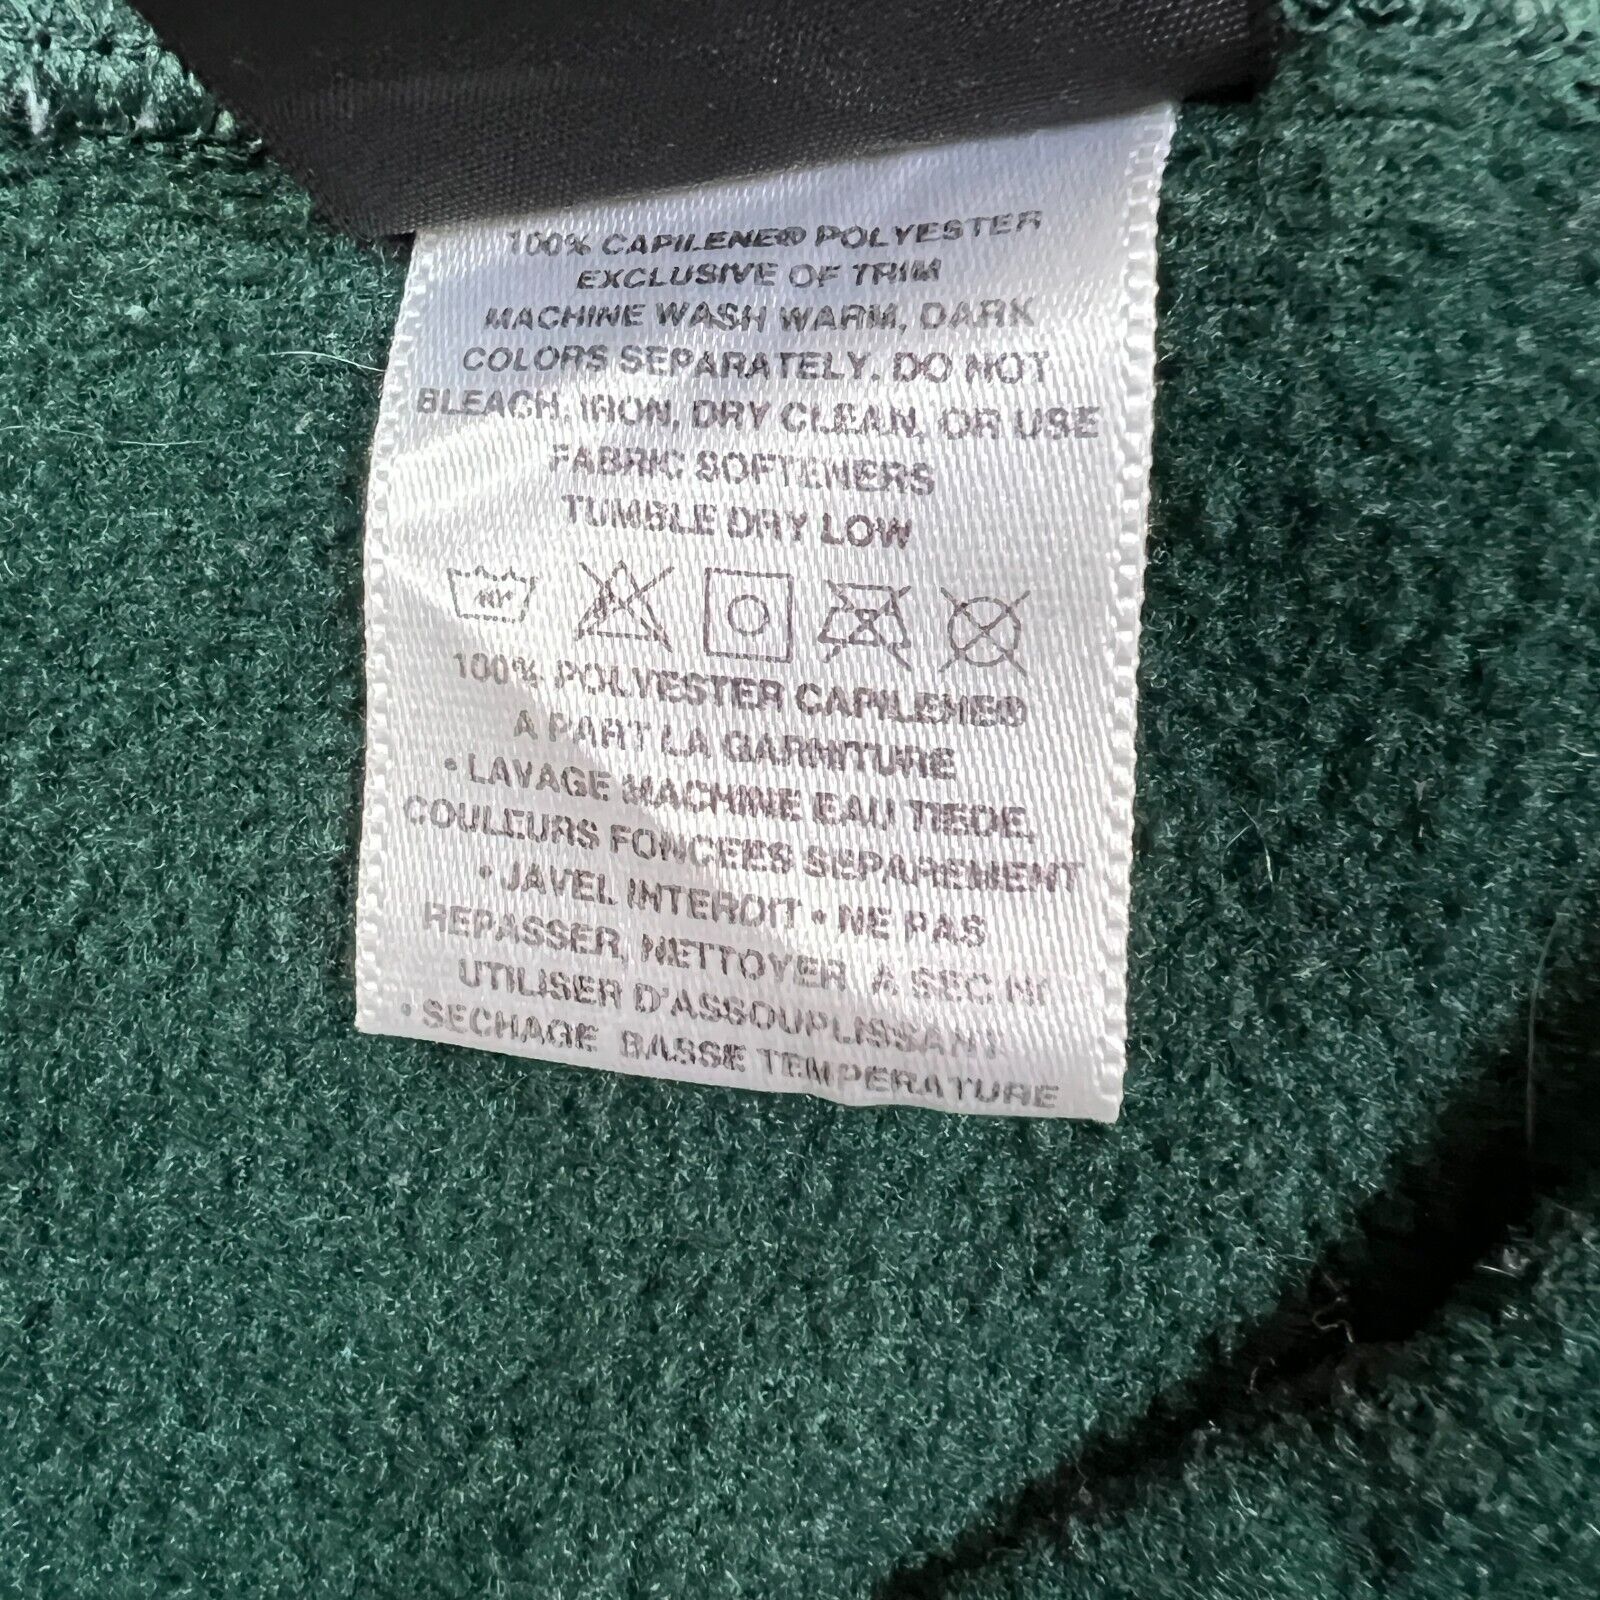 100% CAPILENE® POLYESTER
EXCLUSIVE OF TRIM
MACHINE WASH WARM, DARK
COLORS SEPARATELY. DO NOT
BLEACH, IRON, DRY CLEAN, OR USE
FABRIC SOFTENERS
TUMBLE DRY LOW
100% POLYESTER CAPILENE®
A PART LA GARNITURE
• LAVAGE MACHINE EAU TIEDE,
COULEURS FONCEES SEPAREMENT
• JAVEL INTERDIT • NE PAS
REPASSER, NETTOYER A SEC NI
UTILISER D'ASSOUPLISSANT
• SECHAGE BASSE TEMPERATURE